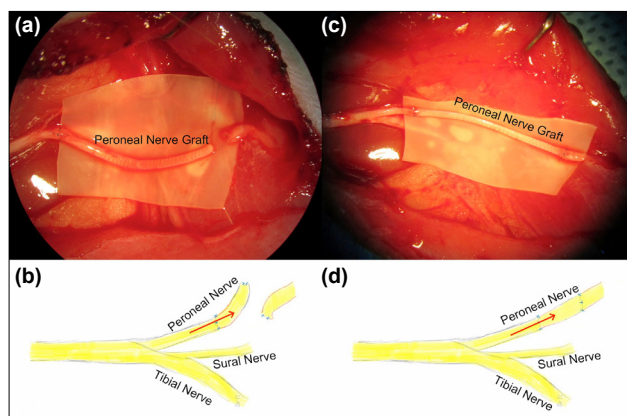 (a)
Peroneal Nerve Graft
(c)
Peroneal Nerve Graft
(b)
Peroneal Nerve
Sural Nerve
Tibial Nerve
(d)
Peroneal Nerve
Sural Nerve
Tibial Nerve